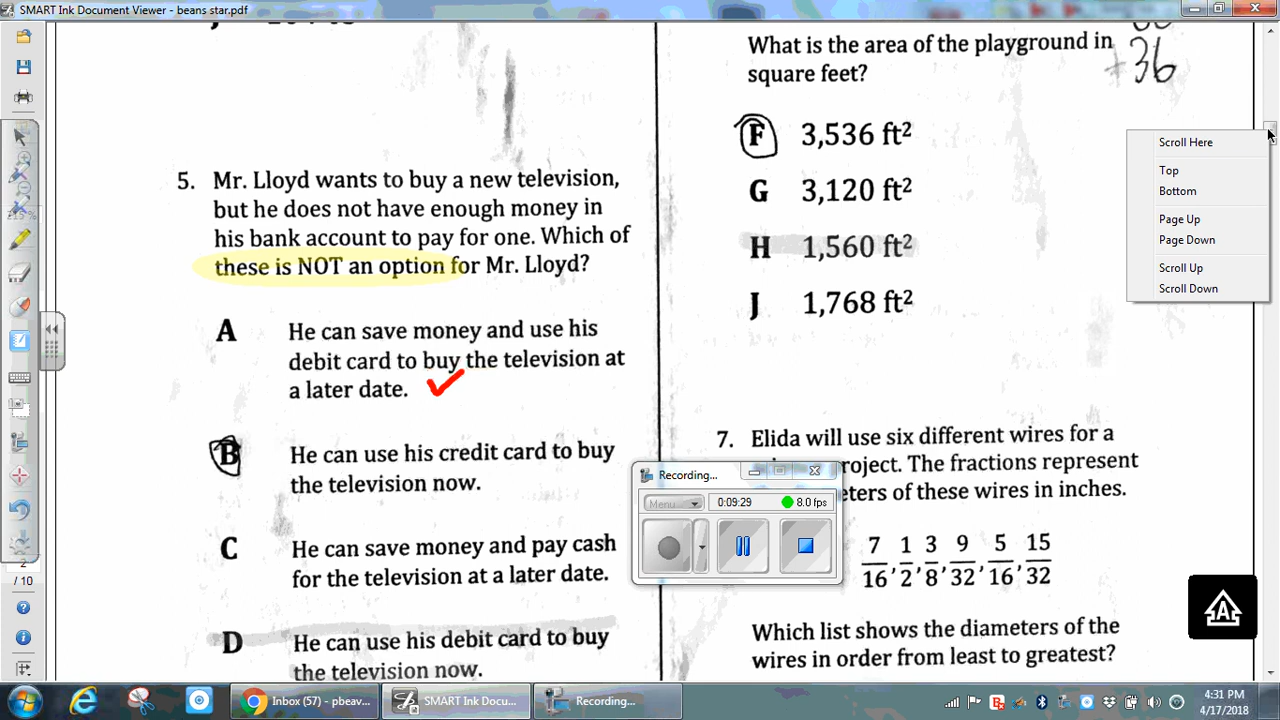 SMART Ink Document Viewer - beans star.pdf
5. Mr. Lloyd wants to buy a new television,
but he does not have enough money in
his bank account to pay for one. Which of
these is NOT an option for Mr. Lloyd?
A He can save money and use his
debit card to buy the television at
a later date.
B He can use his credit card to buy
the television now.
C He can save money and pay cash
for the television at a later date.
D He can use his debit card to buy
the television now.
What is the area of the playground in
square feet?
+36
F 3,536 ft²
G 3,120 ft²
H 1,560 ft²
J 1,768 ft²
7. Elida will use six different wires for a
roject. The fractions represent
eters of these wires in inches.
7/16, 1/2, 3/8, 9/32, 5/16, 15/32
Which list shows the diameters of the
wires in order from least to greatest?
Scroll Here
Top
Bottom
Page Up
Page Down
Scroll Up
Scroll Down
Recording...
Menu
0:09:29
8.0 fps
2
/ 10
A
Inbox (57) - pbeav...
SMART Ink Docu...
Recording...
4:31 PM
4/17/2018